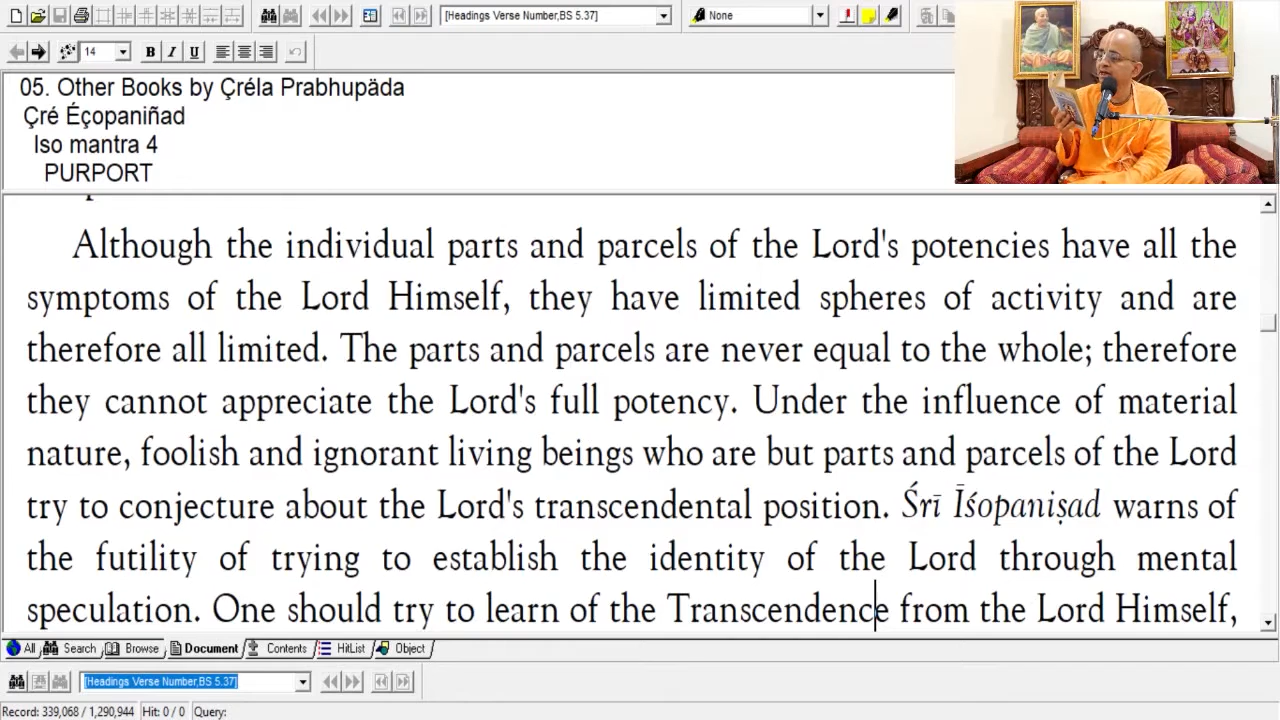 [Headings Verse Number,BS 5.37]
None
14
B I U
05. Other Books by Çréla Prabhupäda
Çré Éçopaniñad
Iso mantra 4
PURPORT
Although the individual parts and parcels of the Lord's potencies have all the
symptoms of the Lord Himself, they have limited spheres of activity and are
therefore all limited. The parts and parcels are never equal to the whole; therefore
they cannot appreciate the Lord's full potency. Under the influence of material
nature, foolish and ignorant living beings who are but parts and parcels of the Lord
try to conjecture about the Lord's transcendental position. Śrī Īśopaniṣad warns of
the futility of trying to establish the identity of the Lord through mental
speculation. One should try to learn of the Transcendence from the Lord Himself,
All Search Browse Document Contents HitList Object
[Headings Verse Number,BS 5.37]
Record: 339,068 / 1,290,944 Hit: 0 / 0 Query: